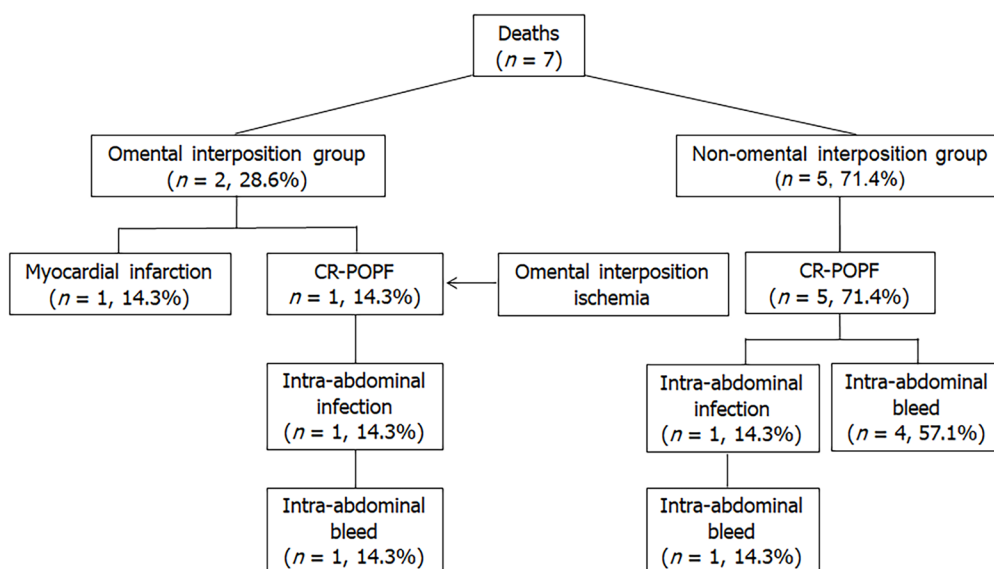 Deaths
(n = 7)
Omental interposition group
(n = 2, 28.6%)
Non-omental interposition group
(n = 5, 71.4%)
Myocardial infarction
(n = 1, 14.3%)
CR-POPF
n = 1, 14.3%)
Omental interposition
ischemia
CR-POPF
(n = 5, 71.4%)
Intra-abdominal
infection
(n = 1, 14.3%)
Intra-abdominal
infection
(n = 1, 14.3%)
Intra-abdominal
bleed
(n = 4, 57.1%)
Intra-abdominal
bleed
(n = 1, 14.3%)
Intra-abdominal
bleed
(n = 1, 14.3%)